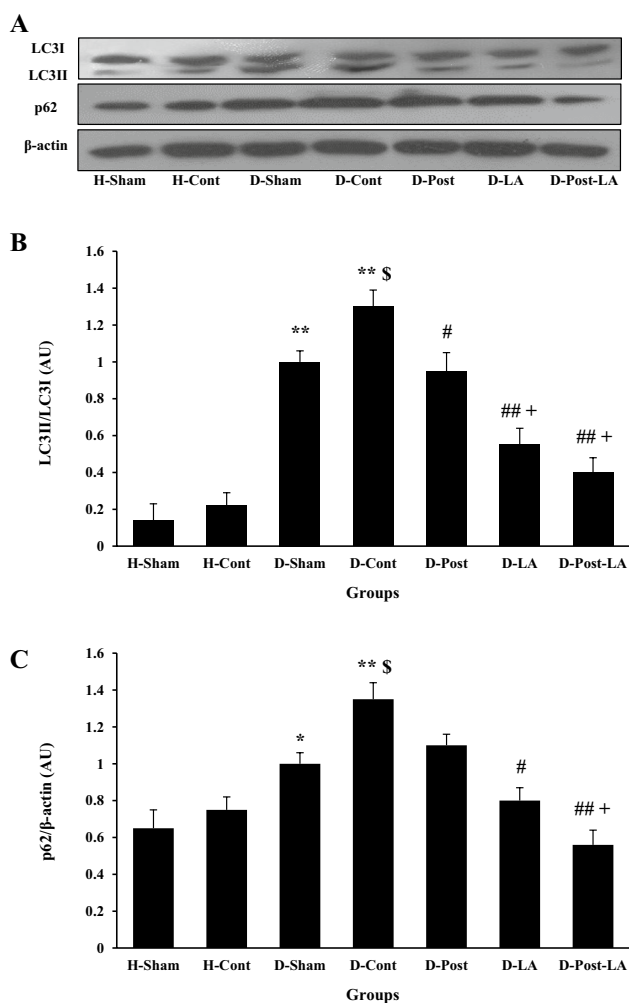 A
LC3I
LC3II
p62
β-actin
H-Sham H-Cont D-Sham D-Cont D-Post D-LA D-Post-LA
B
LC3II/LC3I (AU)
1.6
1.4
1.2
1
0.8
0.6
0.4
0.2
0
** ** $ # ## + ## +
H-Sham H-Cont D-Sham D-Cont D-Post D-LA D-Post-LA
Groups
C
p62/β-actin (AU)
1.6
1.4
1.2
1
0.8
0.6
0.4
0.2
0
* ** $ # ## +
H-Sham H-Cont D-Sham D-Cont D-Post D-LA D-Post-LA
Groups